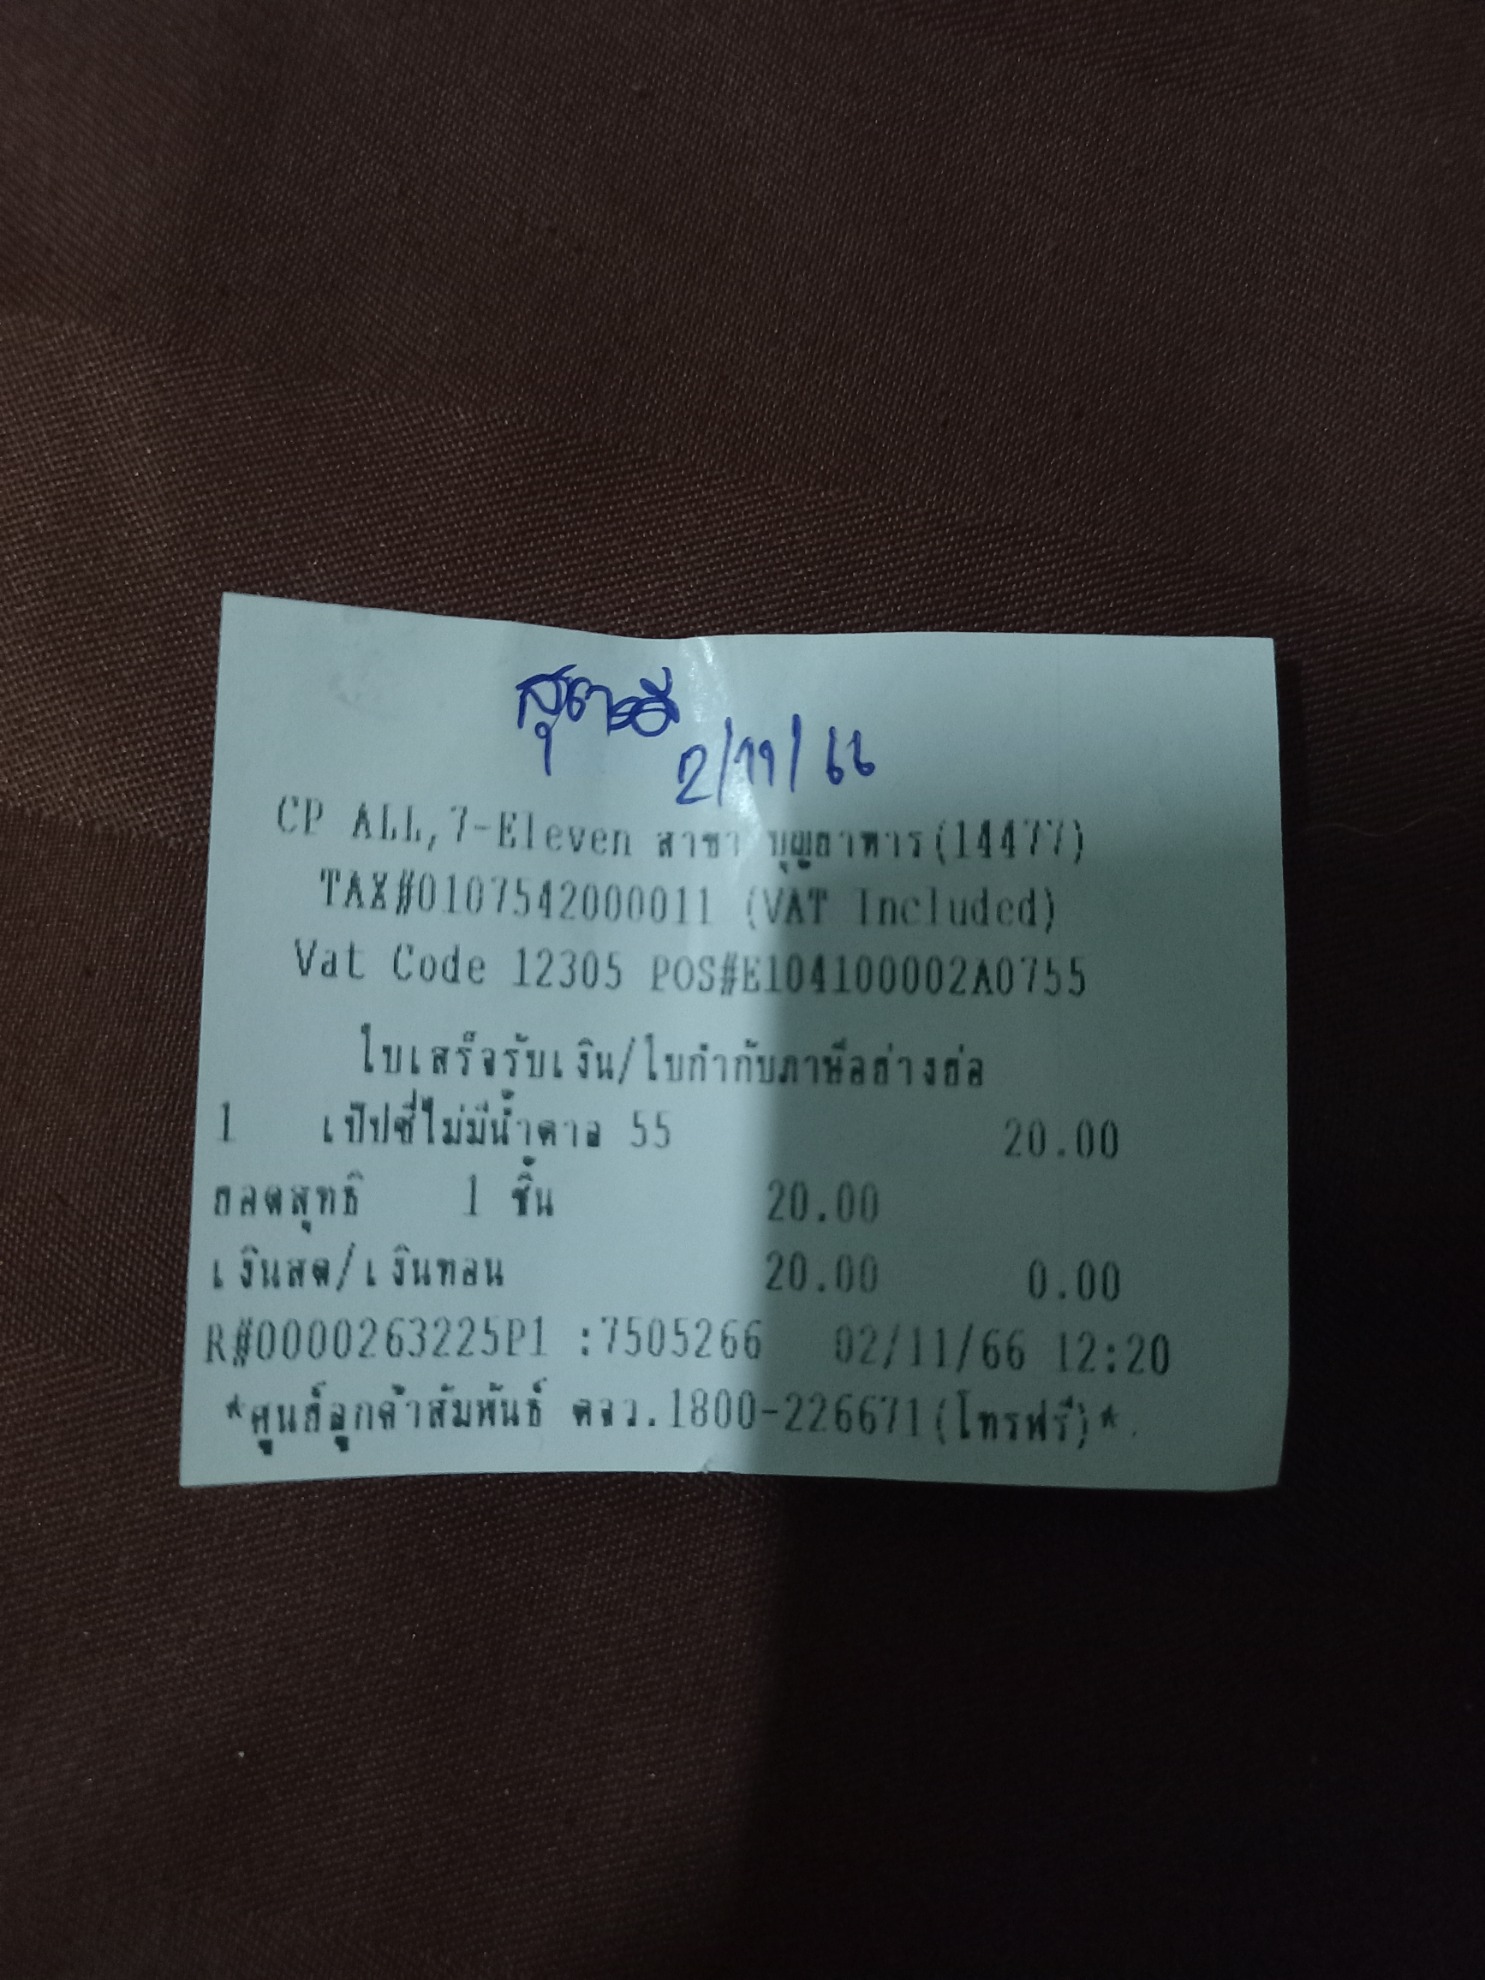 2/11/66
CP ALL,7-Eleven สาขา บุญถาหาร(14477)
TAX#0107542000011 (VAT Included)
Vat Code 12305 POS#E104100002A0755
ใบเสร็จรับเงิน/ใบกำกับภาษีอย่างย่อ
1 เป๊ปซี่ไม่มีน้ำตาล 55 20.00
ยอดสุทธิ 1 ชิ้น 20.00
เงินสด/เงินทอน 20.00 0.00
R#0000263225P1 :7505266 02/11/66 12:20
*ศูนย์ลูกค้าสัมพันธ์ ตจว.1800-226671(โทรฟรี)*